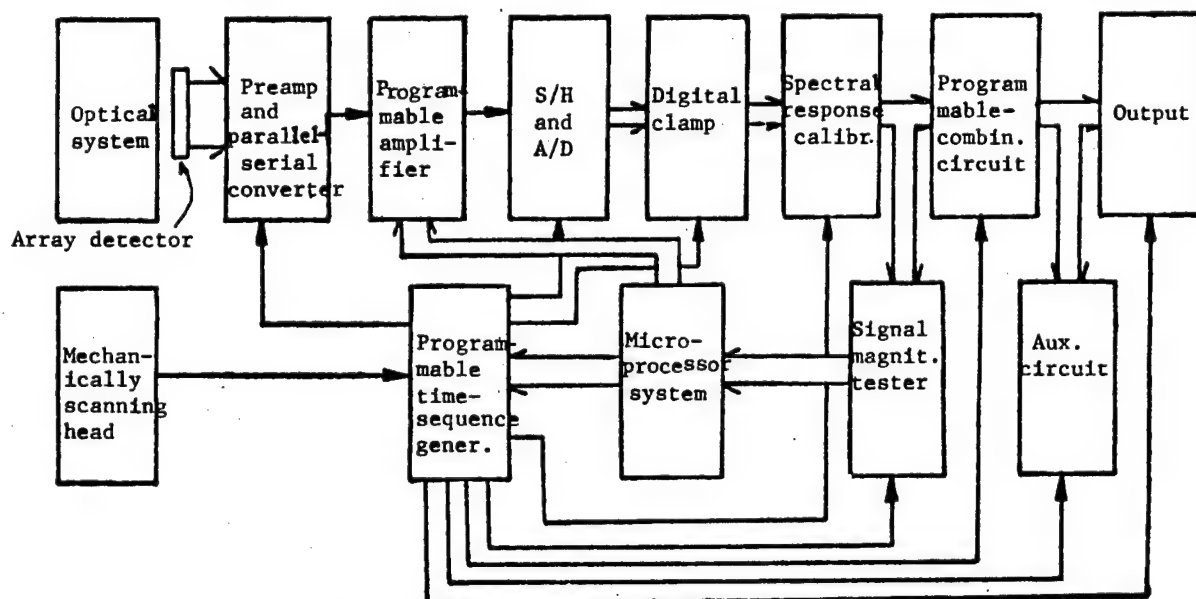 Optical
system
Preamp
and
parallel-
serial
converter
Program-
mable
ampli-
fier
S/H
and
A/D
Digital
clamp
Spectral
response
calibr.
Program
mable-
combin.
circuit
Output
Array detector
Mechan-
ically
scanning
head
Program-
mable
time-
sequence
gener.
Micro-
processor
system
Signal
magnit.
tester
Aux.
circuit